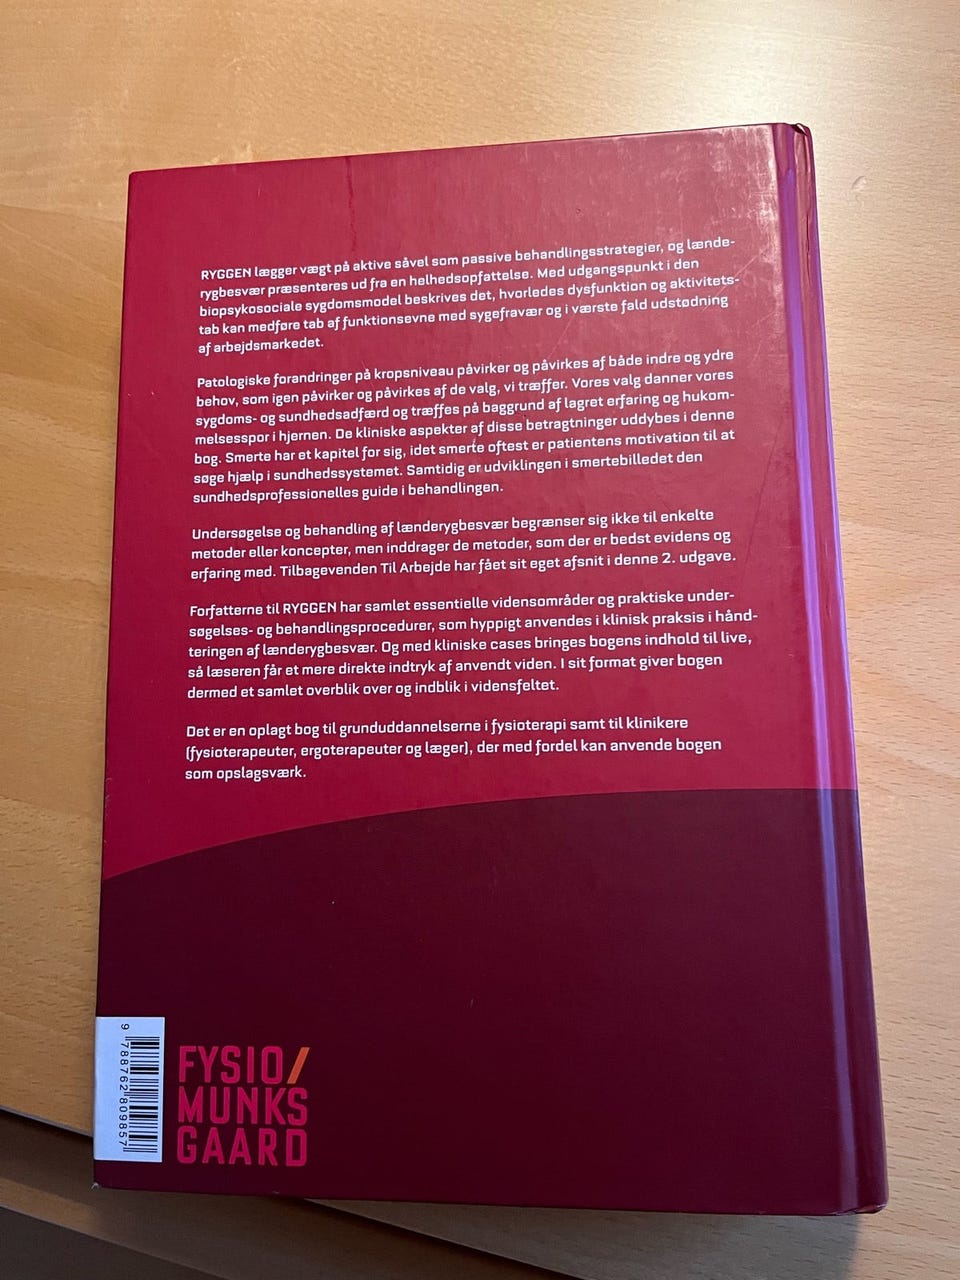 RYGGEN lægger vægt på aktive såvel som passive behandlingsstrategier, og lænde-
rygbesvær præsenteres ud fra en helhedsopfattelse. Med udgangspunkt i den
biopsykosociale sygdomsmodel beskrives det, hvorledes dysfunktion og aktivitets-
tab kan medføre tab af funktionsevne med sygefravær og i værste fald udstødning
af arbejdsmarkedet.
Patologiske forandringer på kropsniveau påvirker og påvirkes af både indre og ydre
behov, som igen påvirker og påvirkes af de valg, vi træffer. Vores valg danner vores
sygdoms- og sundhedsadfærd og træffes på baggrund af lagret erfaring og hukom-
melsesspor i hjernen. De kliniske aspekter af disse betragtninger uddybes i denne
bog. Smerte har et kapitel for sig, idet smerte oftest er patientens motivation til at
søge hjælp i sundhedssystemet. Samtidig er udviklingen i smertebilledet den
sundhedsprofessionelles guide i behandlingen.
Undersøgelse og behandling af lænderygbesvær begrænser sig ikke til enkelte
metoder eller koncepter, men inddrager de metoder, som der er bedst evidens og
erfaring med. Tilbagevenden Til Arbejde har fået sit eget afsnit i denne 2. udgave.
Forfatterne til RYGGEN har samlet essentielle vidensområder og praktiske under-
søgelses- og behandlingsprocedurer, som hyppigt anvendes i klinisk praksis i hånd-
teringen af lænderygbesvær. Og med kliniske cases bringes bogens indhold til live,
så læseren får et mere direkte indtryk af anvendt viden. I sit format giver bogen
dermed et samlet overblik over og indblik i vidensfeltet.
Det er en oplagt bog til grunduddannelserne i fysioterapi samt til klinikere
(fysioterapeuter, ergoterapeuter og læger), der med fordel kan anvende bogen
som opslagsværk.
9 788762 809857
FYSIO/
MUNKS
GAARD